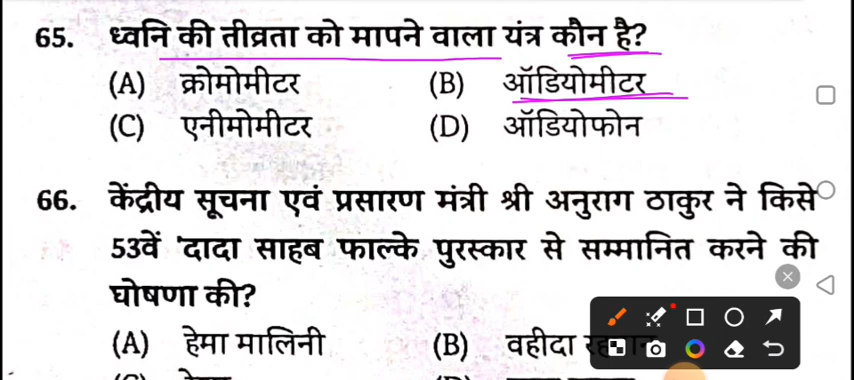 65. ध्वनि की तीव्रता को मापने वाला यंत्र कौन है?
(A) क्रोमोमीटर (B) ऑडियोमीटर
(C) एनीमोमीटर (D) ऑडियोफोन
66. केंद्रीय सूचना एवं प्रसारण मंत्री श्री अनुराग ठाकुर ने किसे
53वें 'दादा साहब फाल्के पुरस्कार से सम्मानित करने की
घोषणा की?
(A) हेमा मालिनी (B) वहीदा